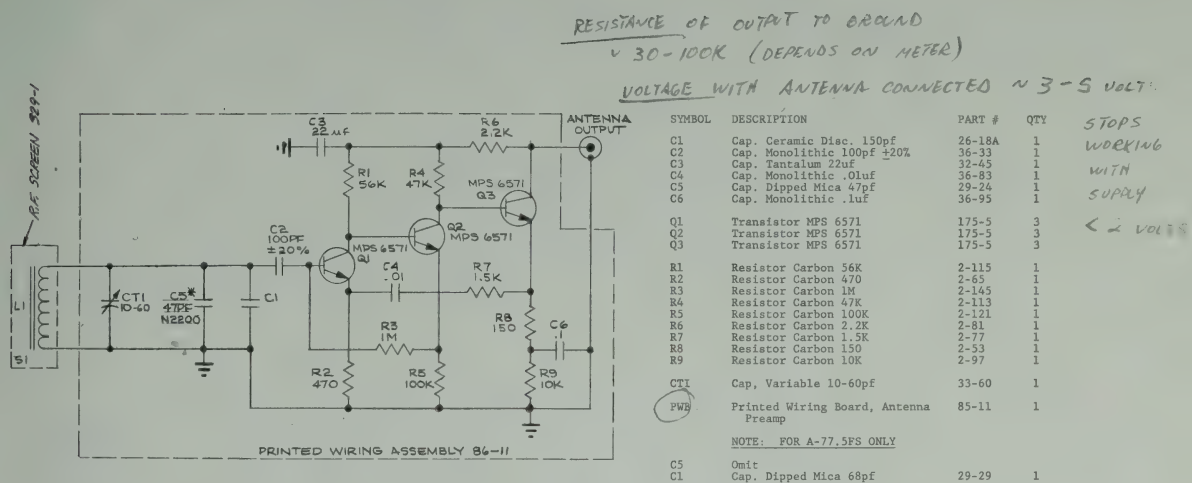 RESISTANCE OF OUTPUT TO GROUND
~ 30-100K (DEPENDS ON METER)
VOLTAGE WITH ANTENNA CONNECTED ~ 3-5 VOLT
STOPS
WORKING
WITH
SUPPLY
< 2 VOLTS
R.F. SCREEN 929-1
L1
S1
CT1
10-60
C5*
47PF
N2200
C1
C2
100PF
±20%
C3
22uF
R1
56K
R4
47K
R6
2.2K
ANTENNA
OUTPUT
MPS 6571
Q3
Q2
MPS 6571
MPS 6571
Q1
C4
.01
R7
1.5K
R3
1M
R8
150
C6
.1
R2
470
R5
100K
R9
10K
PRINTED WIRING ASSEMBLY 86-11
SYMBOL DESCRIPTION PART # QTY
C1 Cap. Ceramic Disc. 150pf 26-18A 1
C2 Cap. Monolithic 100pf ±20% 36-33 1
C3 Cap. Tantalum 22uf 32-45 1
C4 Cap. Monolithic .01uf 36-83 1
C5 Cap. Dipped Mica 47pf 29-24 1
C6 Cap. Monolithic .1uf 36-95 1
Q1 Transistor MPS 6571 175-5 3
Q2 Transistor MPS 6571 175-5 3
Q3 Transistor MPS 6571 175-5 3
R1 Resistor Carbon 56K 2-115 1
R2 Resistor Carbon 470 2-65 1
R3 Resistor Carbon 1M 2-145 1
R4 Resistor Carbon 47K 2-113 1
R5 Resistor Carbon 100K 2-121 1
R6 Resistor Carbon 2.2K 2-81 1
R7 Resistor Carbon 1.5K 2-77 1
R8 Resistor Carbon 150 2-53 1
R9 Resistor Carbon 10K 2-97 1
CTI Cap, Variable 10-60pf 33-60 1
PWB Printed Wiring Board, Antenna 85-11 1
Preamp
NOTE: FOR A-77.5FS ONLY
C5 Omit
C1 Cap. Dipped Mica 68pf 29-29 1